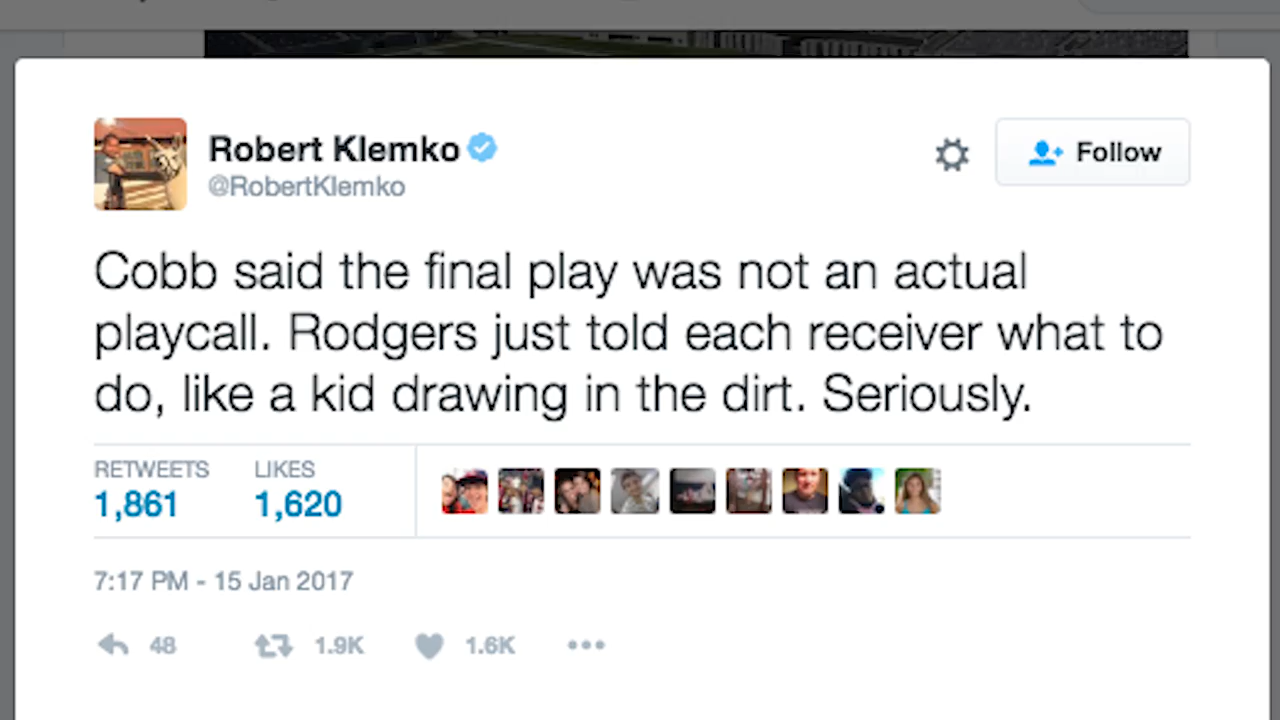 Robert Klemko
@RobertKlemko
Follow
Cobb said the final play was not an actual
playcall. Rodgers just told each receiver what to
do, like a kid drawing in the dirt. Seriously.
RETWEETS LIKES
1,861 1,620
7:17 PM - 15 Jan 2017
48 1.9K 1.6K